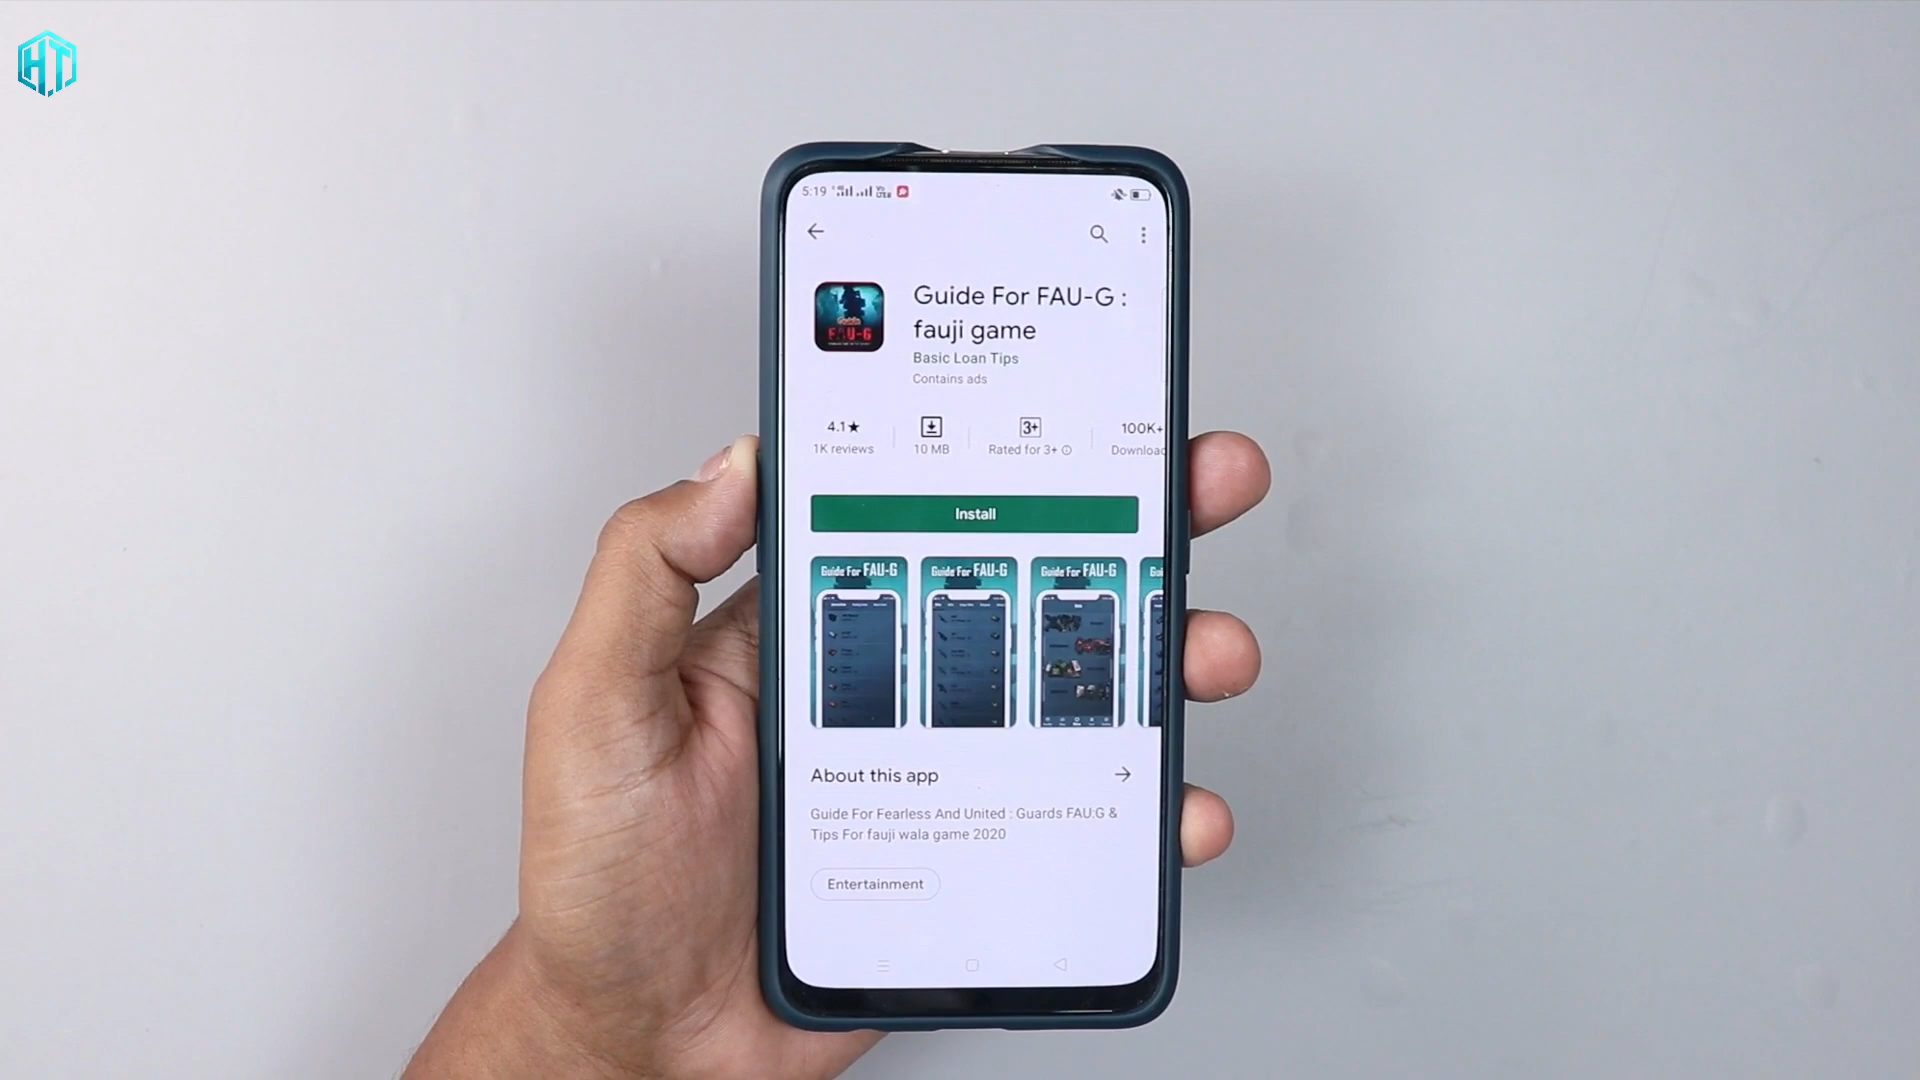 H.T
5:19
Guide For FAU-G :
fauji game
Basic Loan Tips
Contains ads
4.1★
1K reviews
10 MB
3+
Rated for 3+
100K+
Downloac
Install
Guide For FAU-G
Guide For FAU-G
Guide For FAU-G
Gui
About this app
Guide For Fearless And United : Guards FAU:G &
Tips For fauji wala game 2020
Entertainment